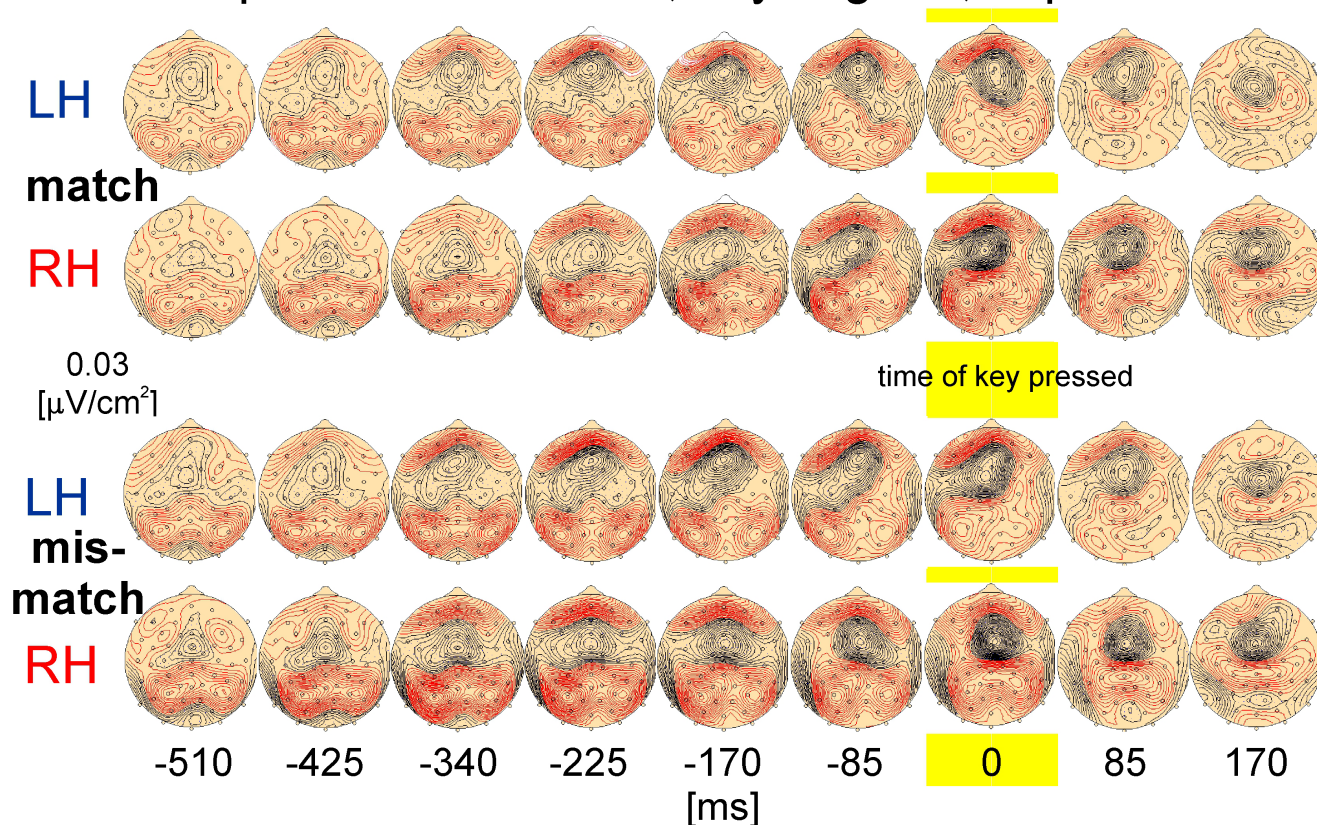 LH
match
RH
0.03
[µV/cm²]
time of key pressed
LH
mis-
match
RH
-510 -425 -340 -225 -170 -85 0 85 170
[ms]